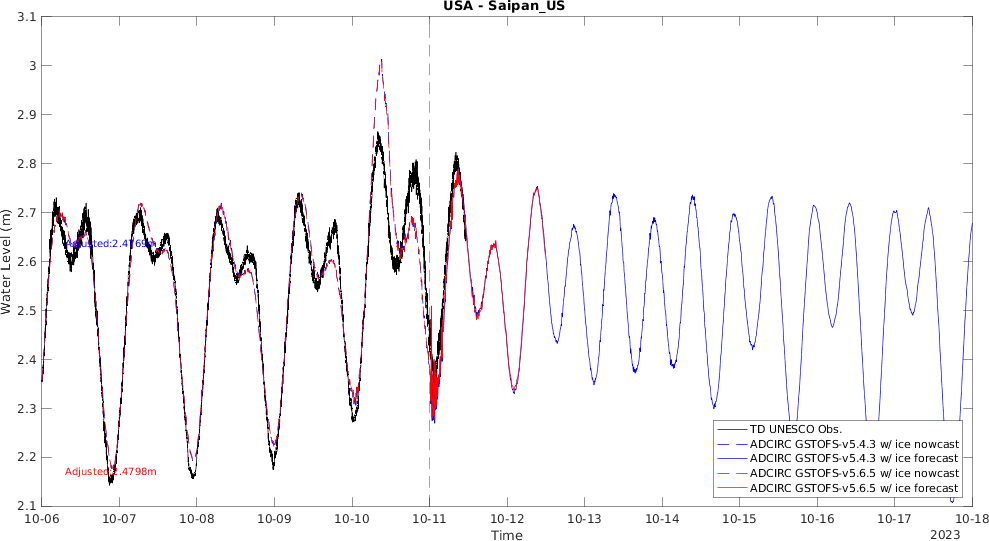 USA - Saipan_US
3.1
3
2.9
2.8
2.7
2.6
2.5
2.4
2.3
2.2
2.1
Water Level (m)
Adjusted:2.4769m
Adjusted:2.4798m
TD UNESCO Obs.
ADCIRC GSTOFS-v5.4.3 w/ ice nowcast
ADCIRC GSTOFS-v5.4.3 w/ ice forecast
ADCIRC GSTOFS-v5.6.5 w/ ice nowcast
ADCIRC GSTOFS-v5.6.5 w/ ice forecast
10-06 10-07 10-08 10-09 10-10 10-11 10-12 10-13 10-14 10-15 10-16 10-17 10-18
Time
2023